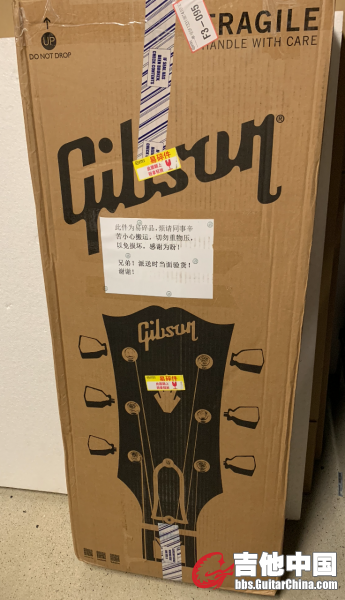 UP
DO NOT DROP
FRAGILE
HANDLE WITH CARE
F3-095
Gibson®
易碎件
此件为易碎品,烦请同事辛
苦小心搬运,切勿重物压,
以免损坏。感谢为盼!
兄弟!派送时当面验货!
谢谢!
Gibson
易碎件
吉他中国
bbs.GuitarChina.com